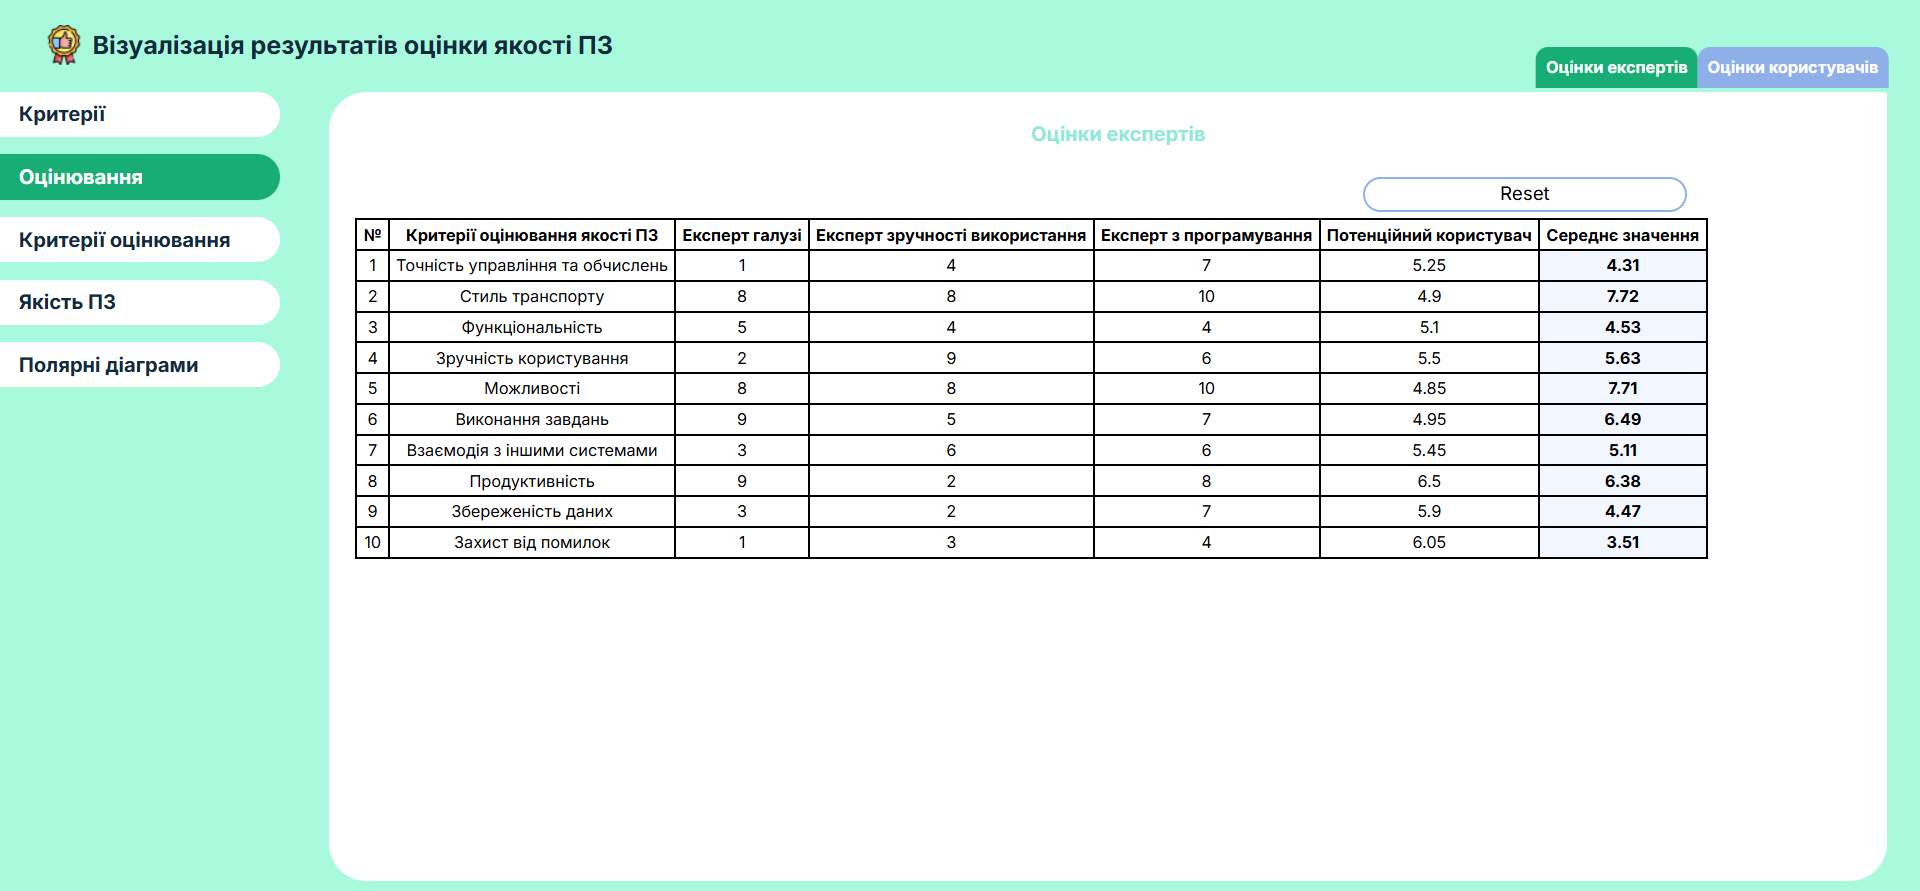 Візуалізація результатів оцінки якості ПЗ
Оцінки експертів Оцінки користувачів
Критерії
Оцінювання
Критерії оцінювання
Якість ПЗ
Полярні діаграми
Оцінки експертів
Reset
№ Критерії оцінювання якості ПЗ Експерт галузі Експерт зручності використання Експерт з програмування Потенційний користувач Середнє значення
1 Точність управління та обчислень 1 4 7 5.25 4.31
2 Стиль транспорту 8 8 10 4.9 7.72
3 Функціональність 5 4 4 5.1 4.53
4 Зручність користування 2 9 6 5.5 5.63
5 Можливості 8 8 10 4.85 7.71
6 Виконання завдань 9 5 7 4.95 6.49
7 Взаємодія з іншими системами 3 6 6 5.45 5.11
8 Продуктивність 9 2 8 6.5 6.38
9 Збереженість даних 3 2 7 5.9 4.47
10 Захист від помилок 1 3 4 6.05 3.51